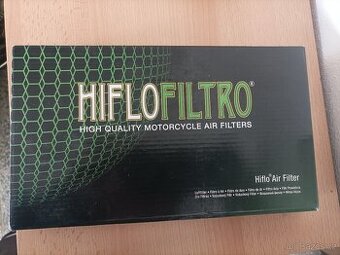 HIFLOFILTRO®
HIGH QUALITY MOTORCYCLE AIR FILTERS
Hiflo® Air Filter